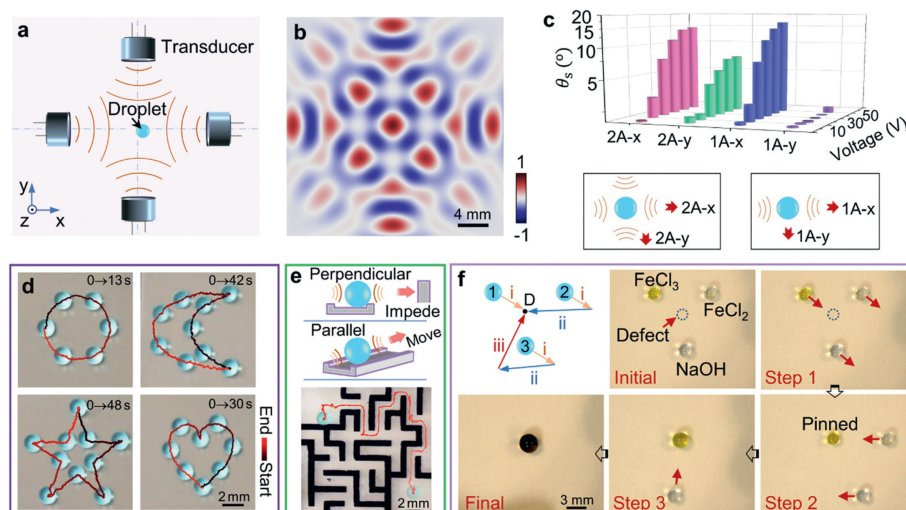 a
Transducer
Droplet
y
z
x
b
1
-1
4 mm
c
θs (°)
20
15
5
2A-x
2A-y
1A-x
1A-y
10
30
50
Voltage (V)
2A-x
2A-y
1A-x
1A-y
d
0→13 s
0→42 s
0→48 s
0→30 s
End
Start
2 mm
e
Perpendicular
Impede
Parallel
Move
2 mm
f
1
D
2
i
i
ii
iii
3
i
ii
FeCl3
FeCl2
Defect
NaOH
Initial
Step 1
Pinned
Step 2
Step 3
Final
3 mm